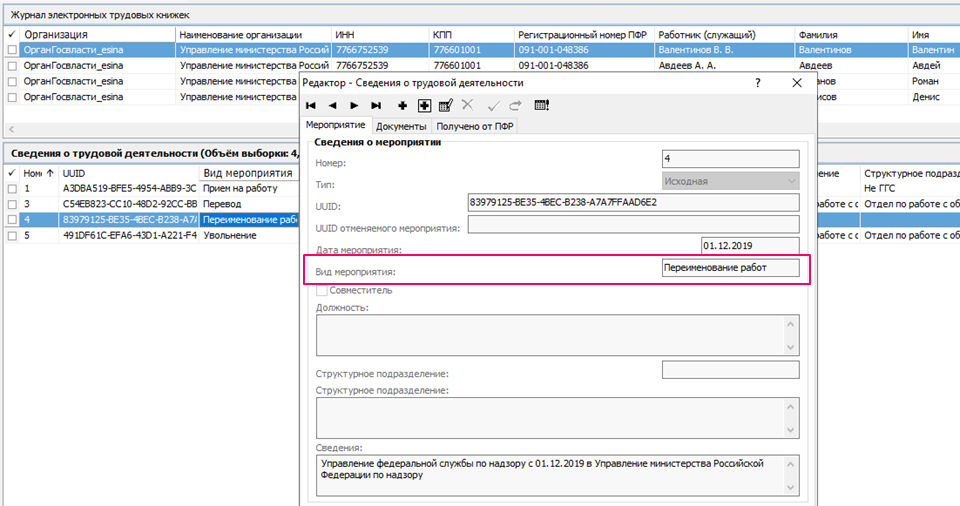 Журнал электронных трудовых книжек
Организация Наименование организации ИНН КПП Регистрационный номер ПФР Работник (служащий) Фамилия Имя
ОрганГосвласти_esina Управление министерства Россий 7766752539 776601001 091-001-048386 Валентинов В. В. Валентинов Валентин
ОрганГосвласти_esina Управление министерства Россий 7766752539 776601001 091-001-048386 Авдеев А. А. Авдеев Авдей
ОрганГосвласти_esina Управление министерства Роман
ОрганГосвласти_esina Управление министерства Денис
Редактор - Сведения о трудовой деятельности
Мероприятие Документы Получено от ПФР
Сведения о трудовой деятельности (Объём выборки: 4,
Номе UUID Вид мероприятия Структурное подразд
1 A3DBA519-BFE5-4954-ABB9-3C Прием на работу Не ГГС
3 C54EB823-CC10-48D2-92CC-BB Перевод работе с о Отдел по работе с об
4 83979125-BE35-4BEC-B238-A7A Переименование рабо
5 491DF61C-EFA6-43D1-A221-F4 Увольнение работе с о Отдел по работе с об
Сведения о мероприятии
Номер: 4
Тип: Исходная
UUID: 83979125-BE35-4BEC-B238-A7A7FFAAD6E2
UUID отменяемого мероприятия:
Дата мероприятия: 01.12.2019
Вид мероприятия: Переименование работ
Совместитель
Должность:
Структурное подразделение:
Структурное подразделение:
Сведения:
Управление федеральной службы по надзору с 01.12.2019 в Управление министерства Российской
Федерации по надзору